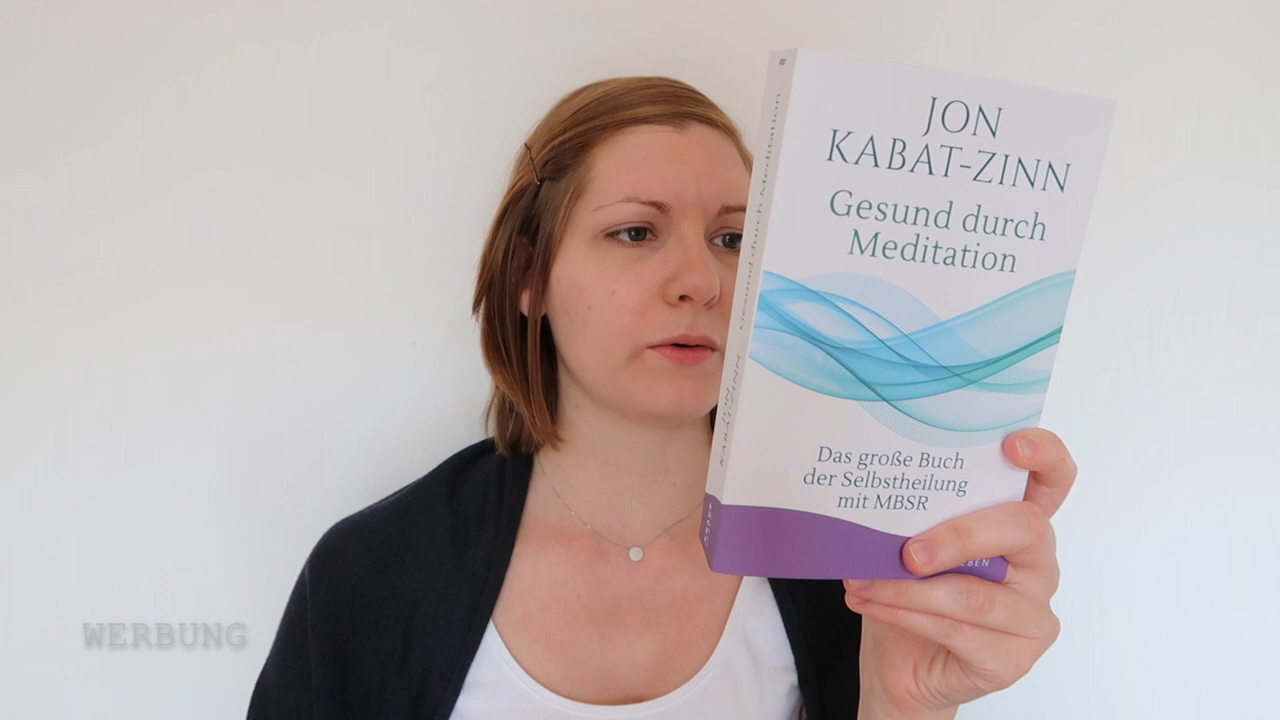 JON
KABAT-ZINN
Gesund durch
Meditation
Das große Buch
der Selbstheilung
mit MBSR
JON
KABAT-ZINN
Gesund durch Meditation
WERBUNG